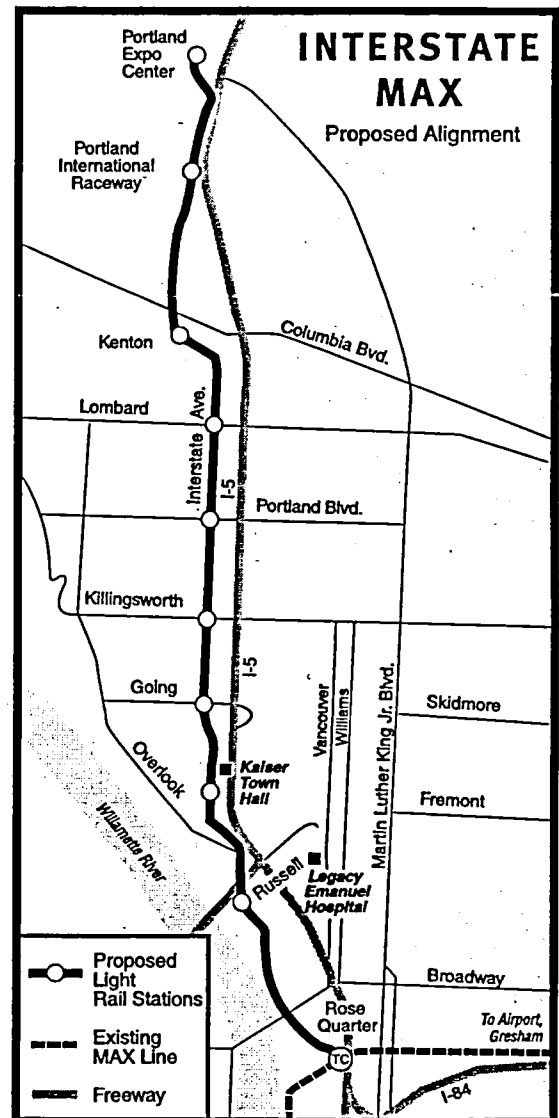 INTERSTATE
MAX
Proposed Alignment
Portland
Expo
Center
Portland
International
Raceway
Kenton
Columbia Bvd.
Lombard
Interstate Ave.
I-5
Portland Blvd.
Killingsworth
I-5
Going
Vancouver
Williams
Martin Luther King Jr. Blvd.
Skidmore
Overlook
Kaiser
Town
Hall
Fremont
Willamette River
Russell
Legacy
Emanuel
Hospital
Broadway
Rose
Quarter
To Airport,
Gresham
TC
I-84
Proposed
Light
Rail Stations
Existing
MAX Line
Freeway